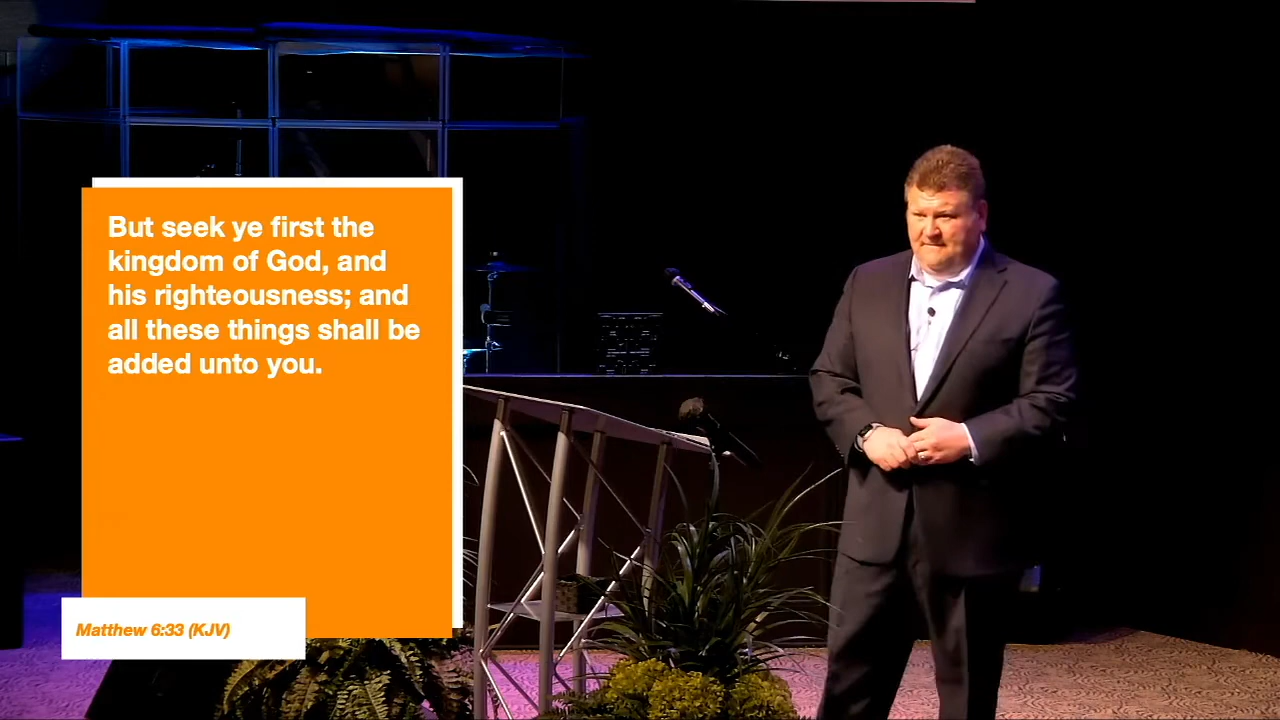 But seek ye first the
kingdom of God, and
his righteousness; and
all these things shall be
added unto you.
Matthew 6:33 (KJV)